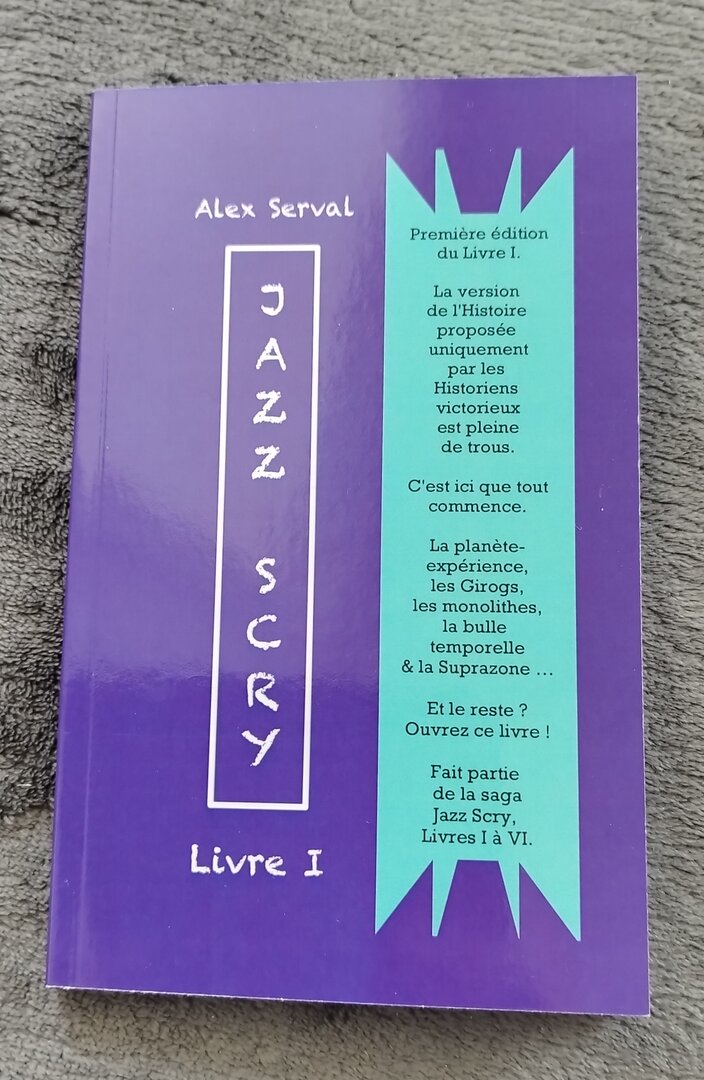 Alex Serval
JAZZ SCRY
Livre I
Première édition
du Livre I.
La version
de l'Histoire
proposée
uniquement
par les
Historiens
victorieux
est pleine
de trous.
C'est ici que tout
commence.
La planète-
expérience,
les Girogs,
les monolithes,
la bulle
temporelle
& la Suprazone ...
Et le reste ?
Ouvrez ce livre !
Fait partie
de la saga
Jazz Scry,
Livres I à VI.